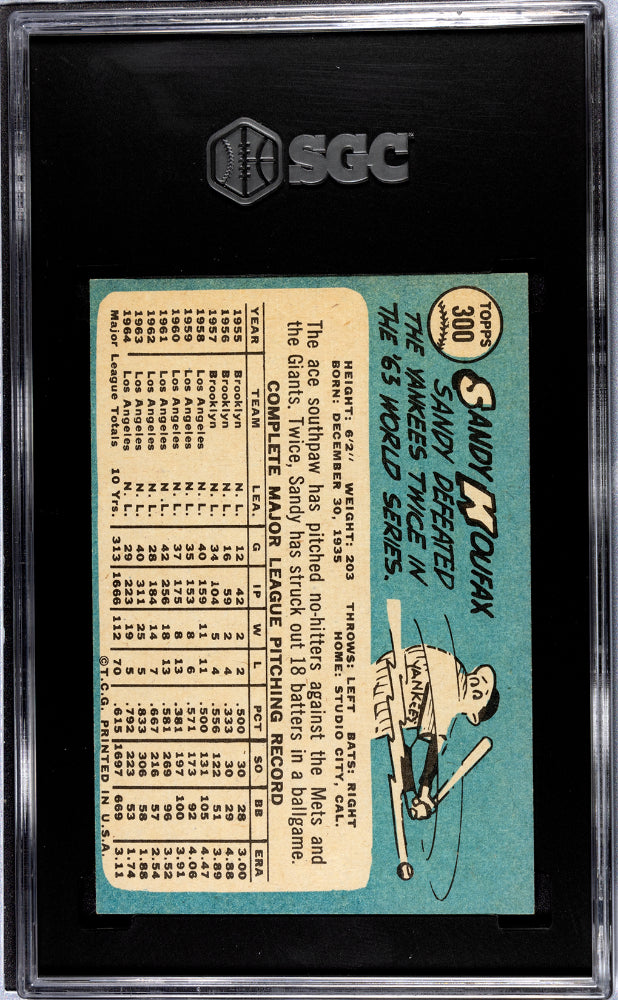 SGC
TOPPS
300
SANDY KOUFAX
SANDY DEFEATED
THE YANKEES TWICE IN
THE '63 WORLD SERIES.
YANKEES
HEIGHT: 6'2" WEIGHT: 203 THROWS: LEFT BATS: RIGHT
BORN: DECEMBER 30, 1935 HOME: STUDIO CITY, CAL.
The ace southpaw has pitched no-hitters against the Mets and
the Giants. Twice, Sandy has struck out 18 batters in a ballgame.
COMPLETE MAJOR LEAGUE PITCHING RECORD
YEAR TEAM LEA. G IP W L PCT SO BB ERA
1955 Brooklyn N. L. 12 42 2 2 .500 30 28 3.00
1956 Brooklyn N. L. 16 59 2 4 .333 30 29 4.88
1957 Brooklyn N. L. 34 104 5 4 .556 122 51 3.89
1958 Los Angeles N. L. 40 159 11 11 .500 131 105 4.47
1959 Los Angeles N. L. 35 153 8 6 .571 173 92 4.06
1960 Los Angeles N. L. 37 175 8 13 .381 197 100 3.91
1961 Los Angeles N. L. 42 256 18 13 .581 269 96 3.52
1962 Los Angeles N. L. 28 184 14 7 .667 216 57 2.54
1963 Los Angeles N. L. 40 311 25 5 .833 306 58 1.88
1964 Los Angeles N. L. 29 223 19 5 .792 223 53 1.74
Major League Totals 10 Yrs. 313 1666 112 70 .615 1697 669 3.11
©T.C.G. PRINTED IN U.S.A.